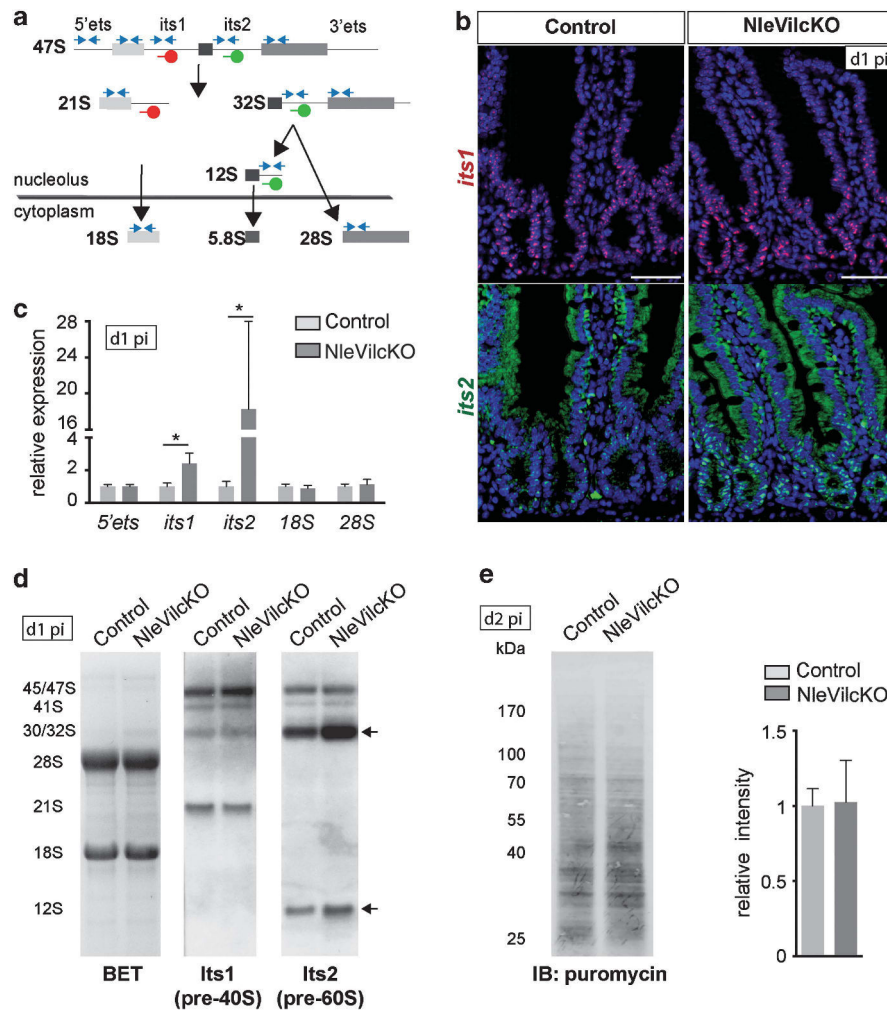 a
5'ets its1 its2 3'ets
47S
21S 32S
12S
nucleolus
cytoplasm
18S 5.8S 28S
b
Control NleVilcKO
d1 pi
its1
its2
c
d1 pi
Control
NleVilcKO
relative expression
28
22
16
4
2
0
* *
5'ets its1 its2 18S 28S
d
d1 pi
Control NleVilcKO Control NleVilcKO Control NleVilcKO
45/47S
41S
30/32S
28S
21S
18S
12S
BET Its1 Its2
(pre-40S) (pre-60S)
e
d2 pi
Control NleVilcKO
kDa
170
100
70
55
40
25
IB: puromycin
Control
NleVilcKO
relative intensity
1.5
1
0.5
0